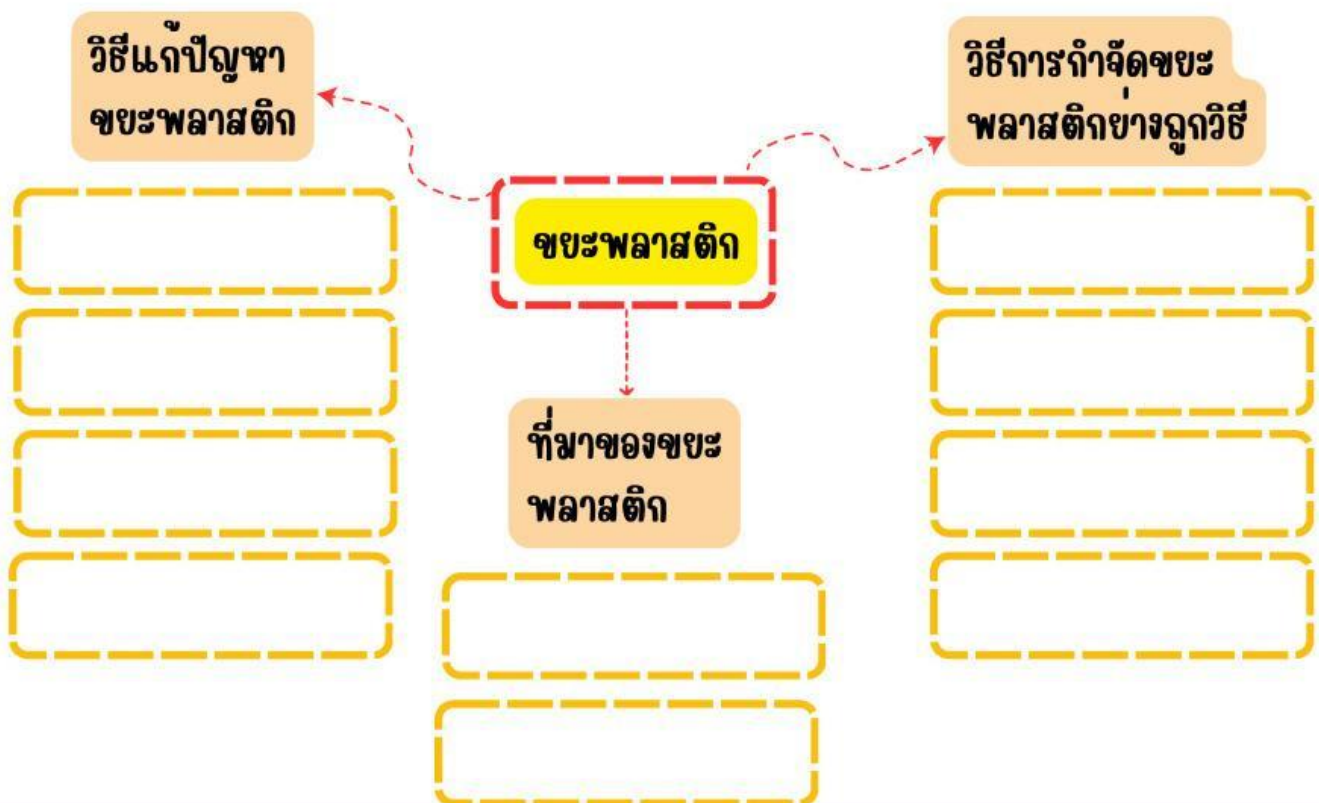 วิธีแก้ปัญหา
ขยะพลาสติก
วิธีการกำจัดขยะ
พลาสติกย่างถูกวิธี
ขยะพลาสติก
ที่มาของขยะ
พลาสติก